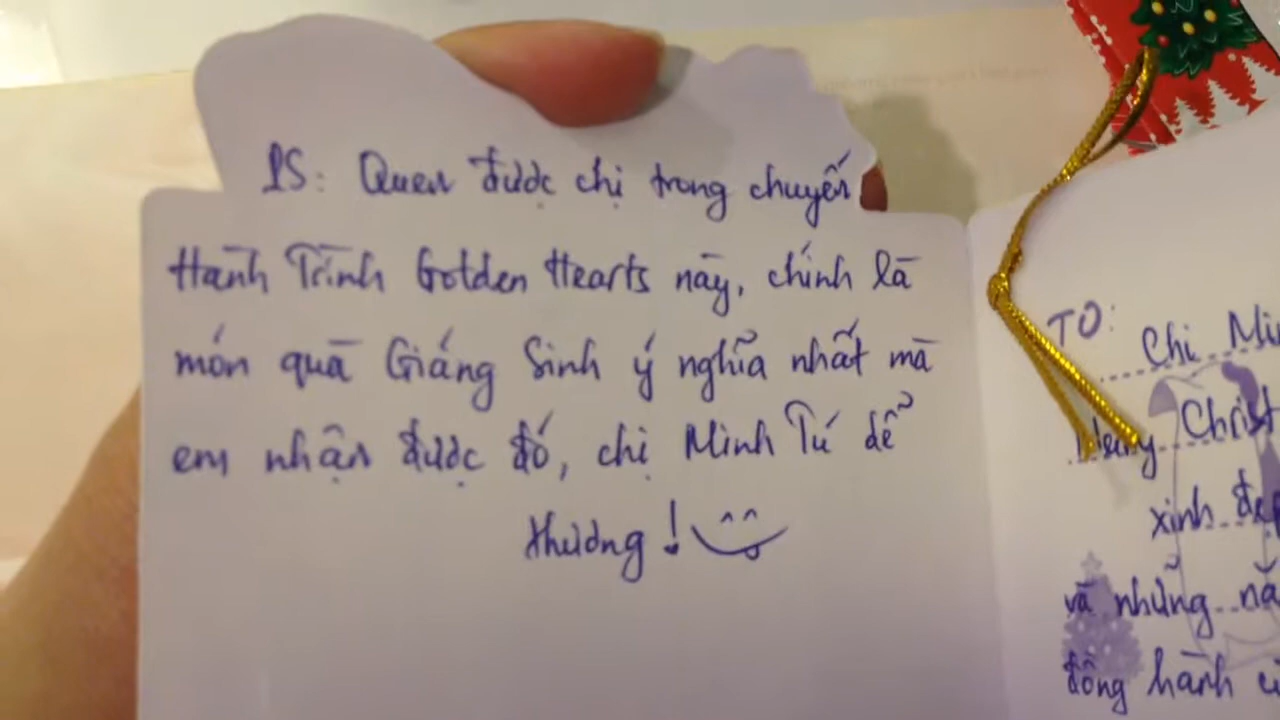 PS: Quen được chị trong chuyến
Hành Trình Golden Hearts này, chính là
món quà Giáng Sinh ý nghĩa nhất mà
em nhận được đó, chị Minh Tú dễ
thương!
TO:
Chị
Merry
xinh
và những
đồng hành